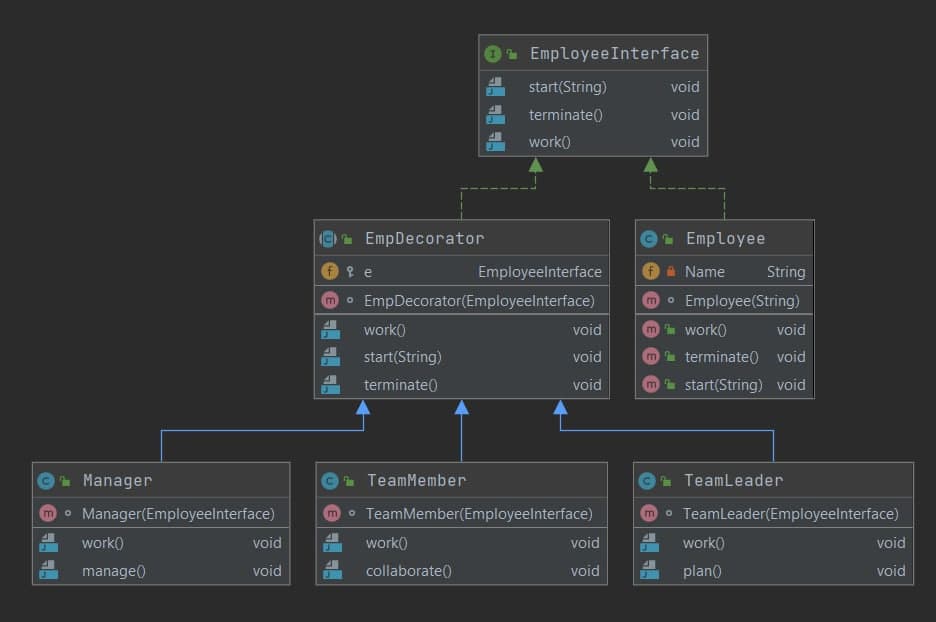 EmployeeInterface
start(String) void
terminate() void
work() void
EmpDecorator
e EmployeeInterface
EmpDecorator(EmployeeInterface)
work() void
start(String) void
terminate() void
Employee
Name String
Employee(String)
work() void
terminate() void
start(String) void
Manager
Manager(EmployeeInterface)
work() void
manage() void
TeamMember
TeamMember(EmployeeInterface)
work() void
collaborate() void
TeamLeader
TeamLeader(EmployeeInterface)
work() void
plan() void